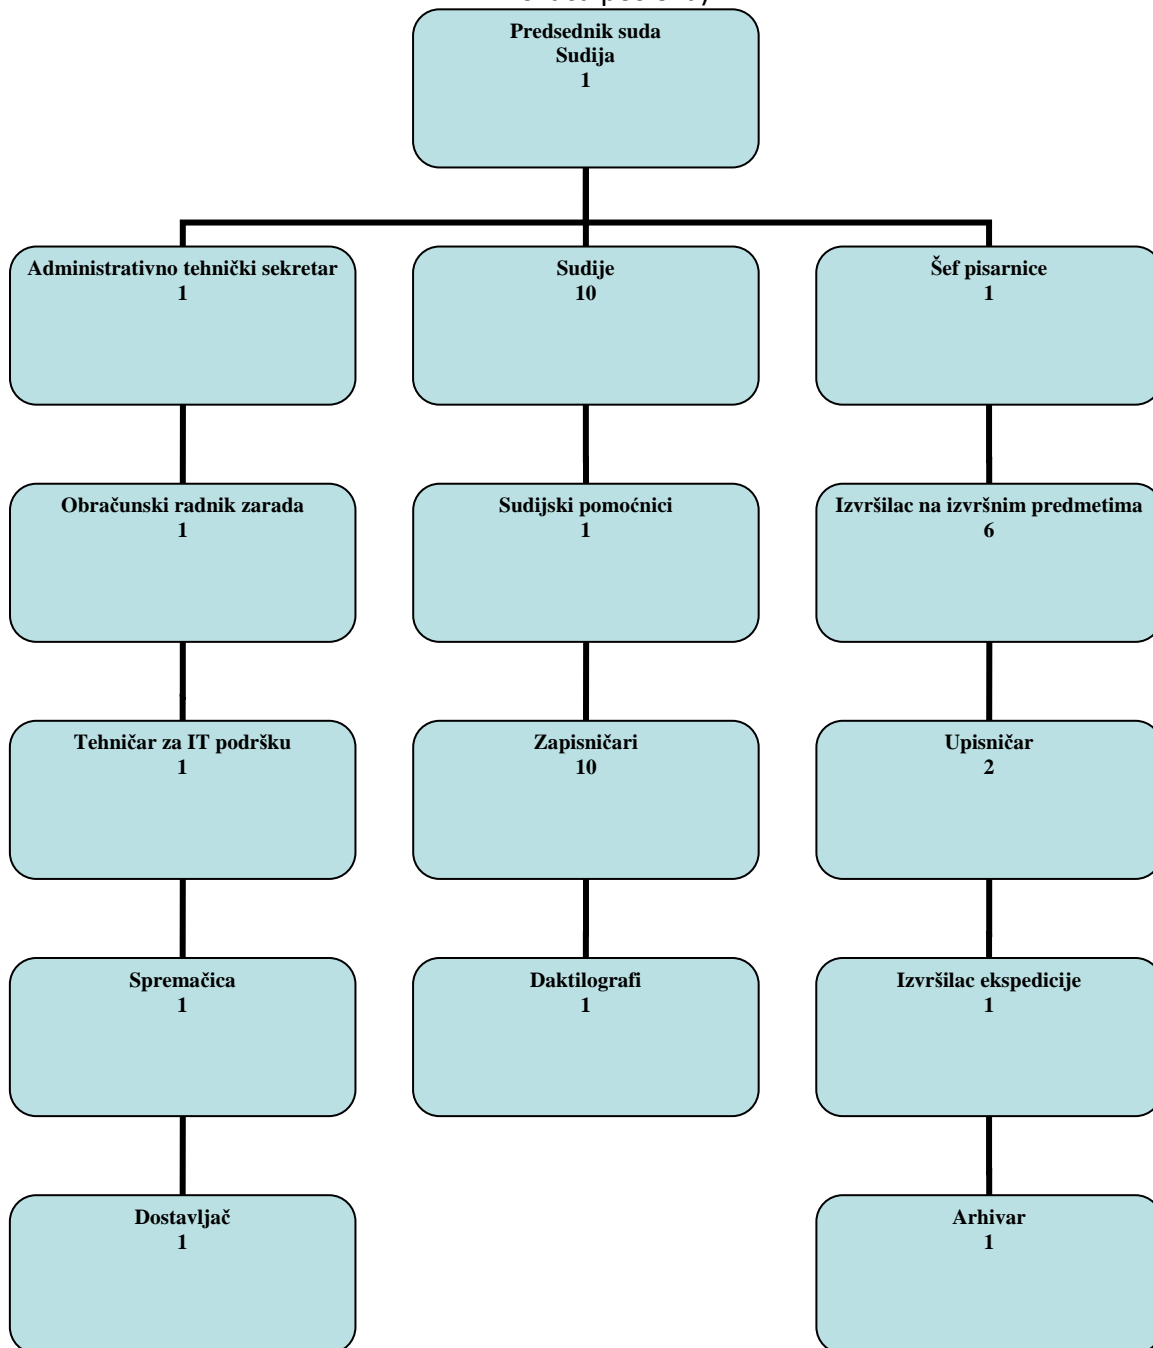 Predsednik suda
Sudija
1
Administrativno tehnički sekretar
1
Sudije
10
Šef pisarnice
1
Obračunski radnik zarada
1
Sudijski pomoćnici
1
Izvršilac na izvršnim predmetima
6
Tehničar za IT podršku
1
Zapisničari
10
Upisničar
2
Spremačica
1
Daktilografi
1
Izvršilac ekspedicije
1
Dostavljač
1
Arhivar
1